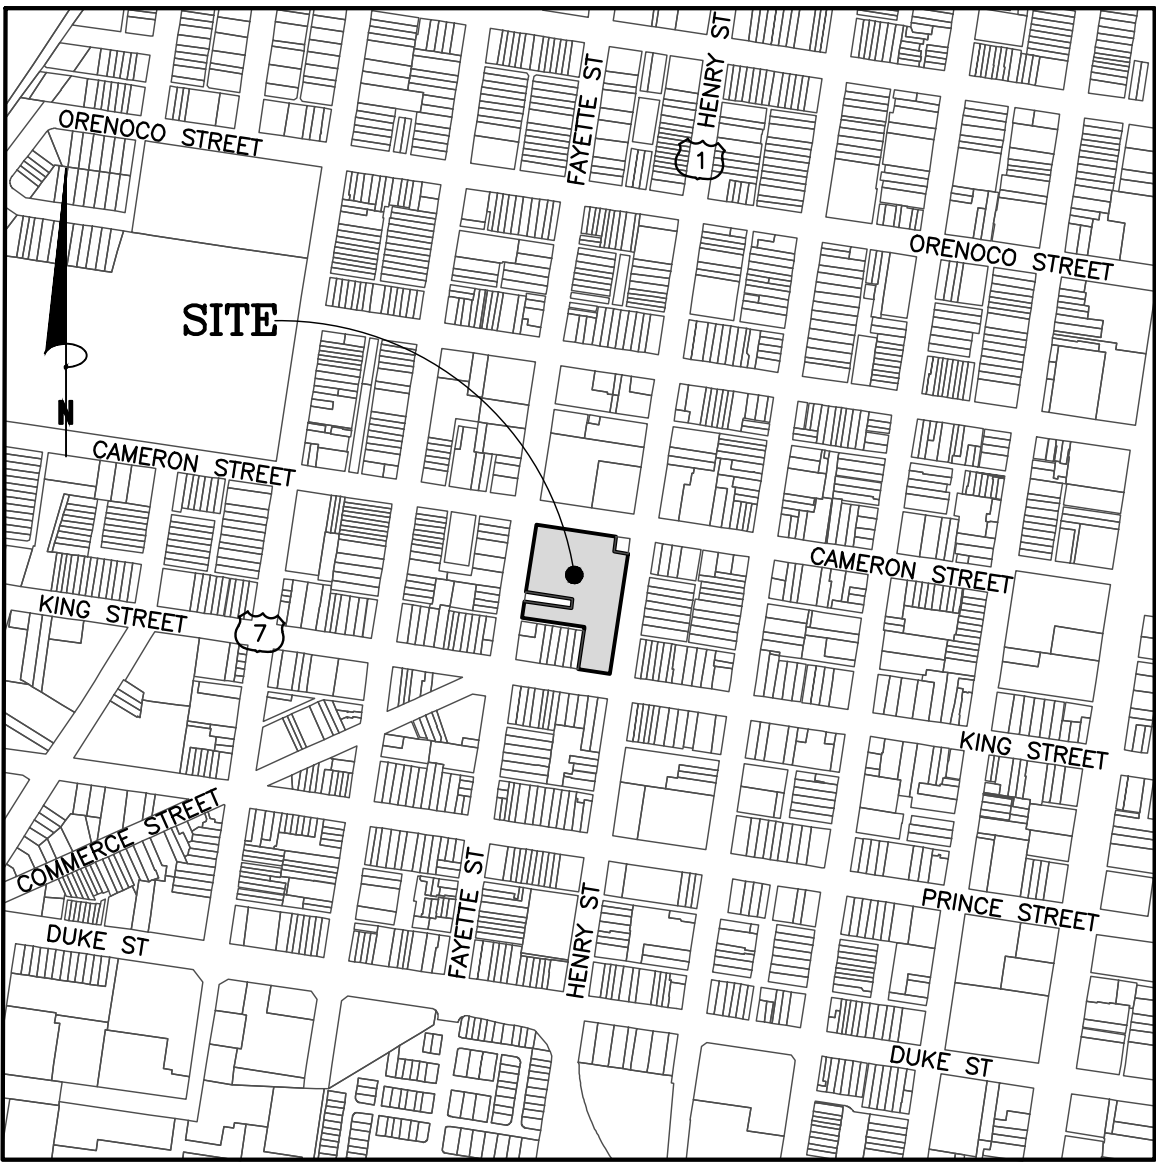 HENRY ST
FAYETTE ST
ORENOCO STREET
1
ORENOCO STREET
SITE
N
CAMERON STREET
CAMERON STREET
KING STREET
7
KING STREET
COMMERCE STREET
FAYETTE ST
HENRY ST
PRINCE STREET
DUKE ST
DUKE ST